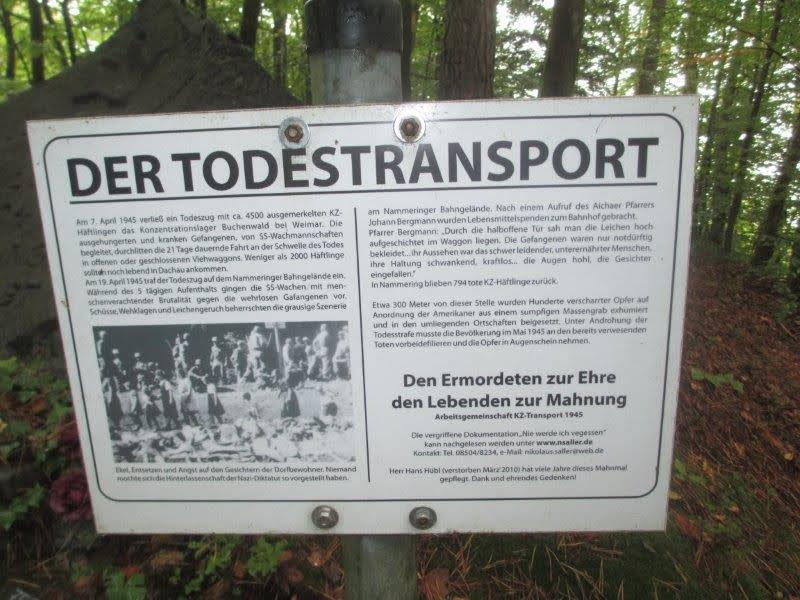 DER TODESTRANSPORT
Am 7. April 1945 verließ ein Todeszug mit ca. 4500 ausgemerkelten KZ-
Häftlingen das Konzentrationslager Buchenwald bei Weimar. Die
ausgehungerten und kranken Gefangenen, von SS-Wachmannschaften
begleitet, durchlitten die 21 Tage dauernde Fahrt an der Schwelle des Todes
in offenen oder geschlossenen Viehwaggons. Weniger als 2000 Häftlinge
sollten noch lebend in Dachau ankommen.
Am 19. April 1945 traf der Todeszug auf dem Nammeringer Bahngelände ein.
Während des 5 tägigen Aufenthalts gingen die SS-Wachen mit men-
schenverachtender Brutalität gegen die wehrlosen Gafangenen vor.
Schüsse, Wehklagen und Leichengeruch beherrschten die grausige Szenerie
am Nammeringer Bahngelände. Nach einem Aufruf des Aichaer Pfarrers
Johann Bergmann wurden Lebensmittelspenden zum Bahnhof gebracht.
Pfarrer Bergmann: „Durch die halboffene Tür sah man die Leichen hoch
aufgeschichtet im Waggon liegen. Die Gefangenen waren nur notdürftig
bekleidet... ihr Aussehen war das schwer leidender, unterernährter Menschen,
ihre Haltung schwankend, kraftlos... die Augen hohl, die Gesichter
eingefallen."
In Nammering blieben 794 tote KZ-Häftlinge zurück.
Etwa 300 Meter von dieser Stelle wurden Hunderte verscharrter Opfer auf
Anordnung der Amerikaner aus einem sumpfigen Massengrab exhumiert
und in den umliegenden Ortschaften beigesetzt. Unter Androhung der
Todesstrafe musste die Bevölkerung im Mai 1945 an den bereits verwesenden
Toten vorbeidefilieren und die Opfer in Augenschein nehmen.
Den Ermordeten zur Ehre
den Lebenden zur Mahnung
Arbeitsgemeinschaft KZ-Transport 1945
Die vergriffene Dokumentation „Nie werde ich vegessen"
kann nachgelesen werden unter www.nsaller.de
Kontakt: Tel. 08504/8234, e-Mail: nikolaus.saller@web.de
Herr Hans Hübl (verstorben März 2010) hat viele Jahre dieses Mahnmal
gepflegt. Dank und ehrendes Gedenken!
Ekel, Entsetzen und Angst auf den Gesichtern der Dorfbewohner. Niemand
mochte sich die Hinterlassenschaft der Nazi-Diktatur so vorgestellt haben.